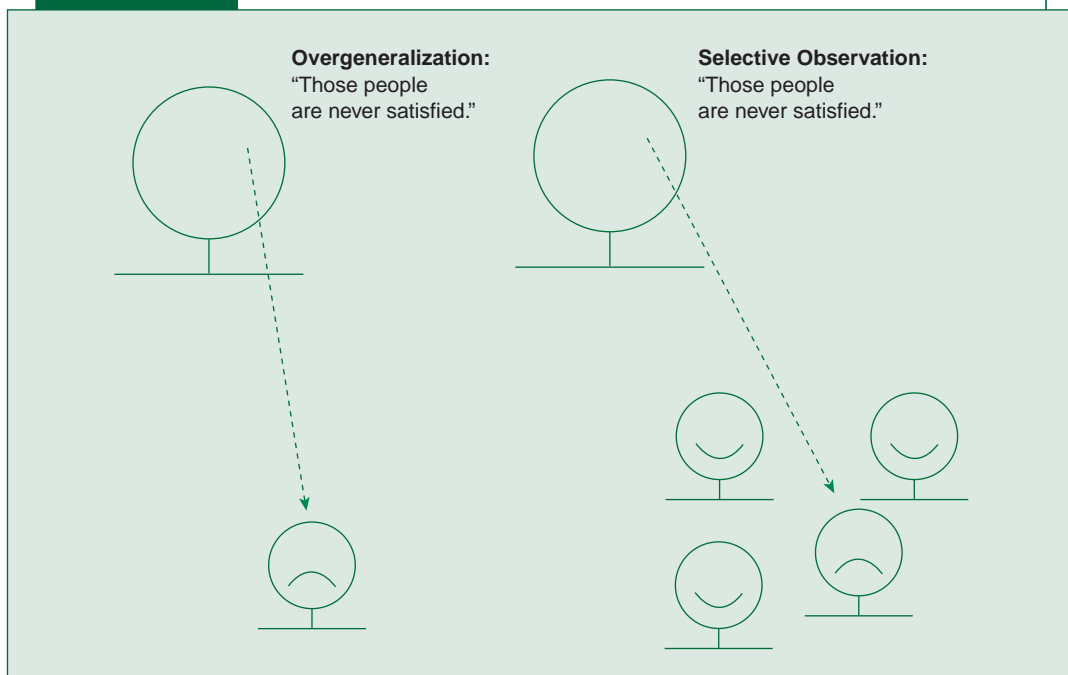 Overgeneralization:
“Those people
are never satisfied.”
Selective Observation:
“Those people
are never satisfied.”